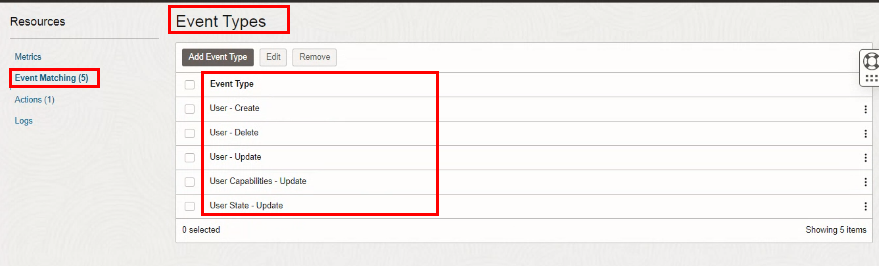 Resources
Metrics
Event Matching (5)
Actions (1)
Logs
Event Types
Add Event Type Edit Remove
Event Type
User - Create
User - Delete
User - Update
User Capabilities - Update
User State - Update
0 selected Showing 5 items